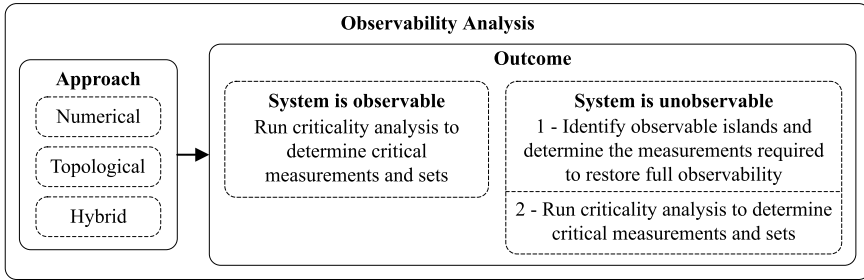 Observability Analysis
Approach
Numerical
Topological
Hybrid
Outcome
System is observable
Run criticality analysis to
determine critical
measurements and sets
System is unobservable
1 - Identify observable islands and
determine the measurements required
to restore full observability
2 - Run criticality analysis to determine
critical measurements and sets